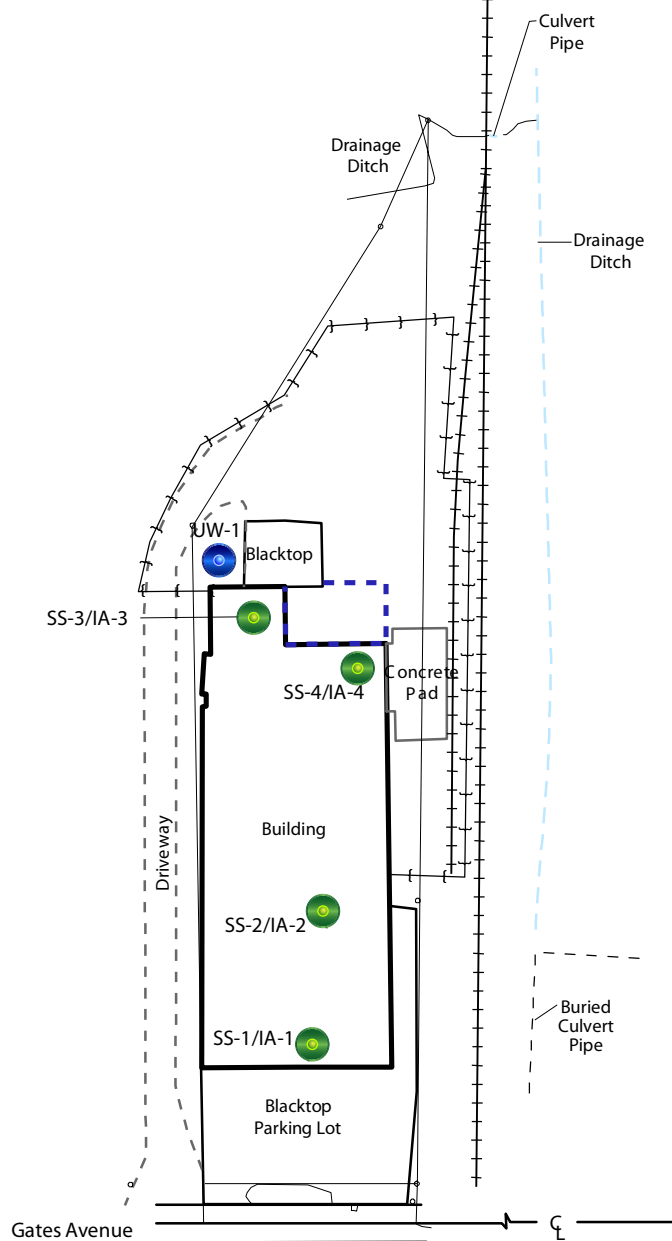 Culvert
Pipe
Drainage
Ditch
Drainage
Ditch
UW-1
Blacktop
SS-3/IA-3
SS-4/IA-4
Concrete
Pad
Building
Driveway
SS-2/IA-2
Buried
Culvert
Pipe
SS-1/IA-1
Blacktop
Parking Lot
Gates Avenue
CL